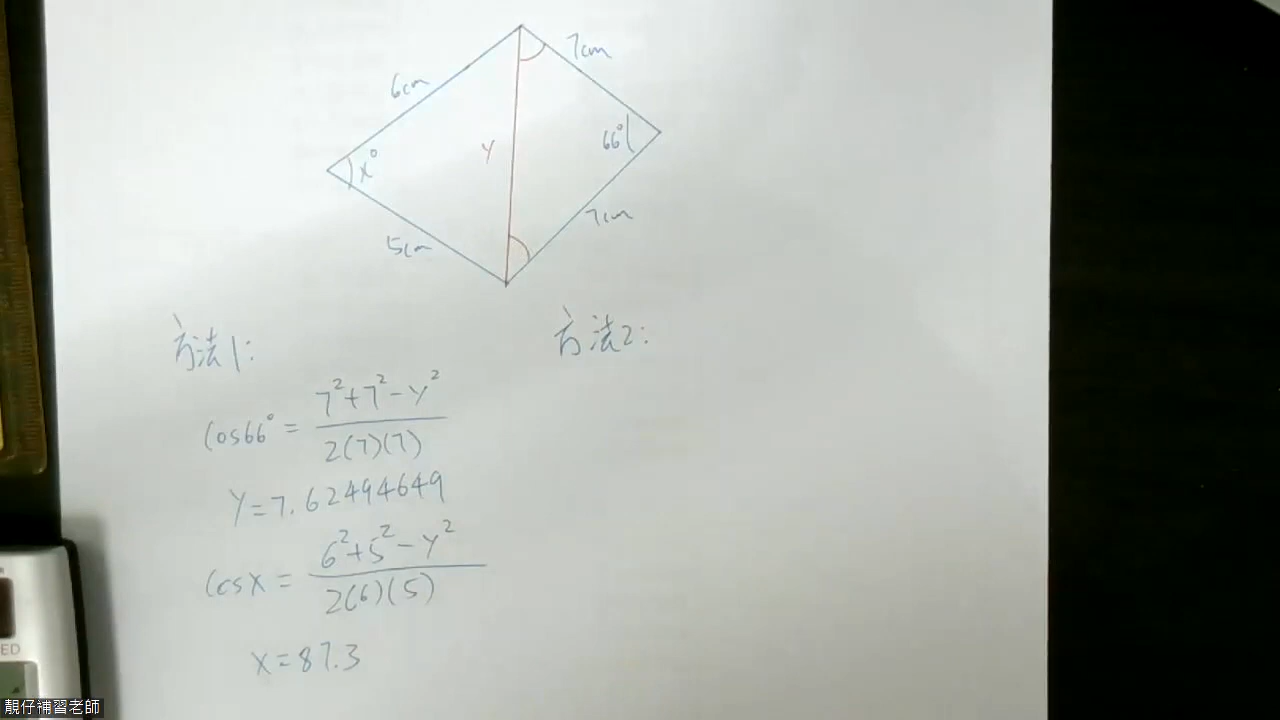 7cm
6cm
66°
x°
y
7cm
5cm
方法1:
方法2:
Cos66° = 7²+7²-y² / 2(7)(7)
y=7.62494649
Cosx = 6²+5²-y² / 2(6)(5)
x=87.3
ED
靚仔補習老師